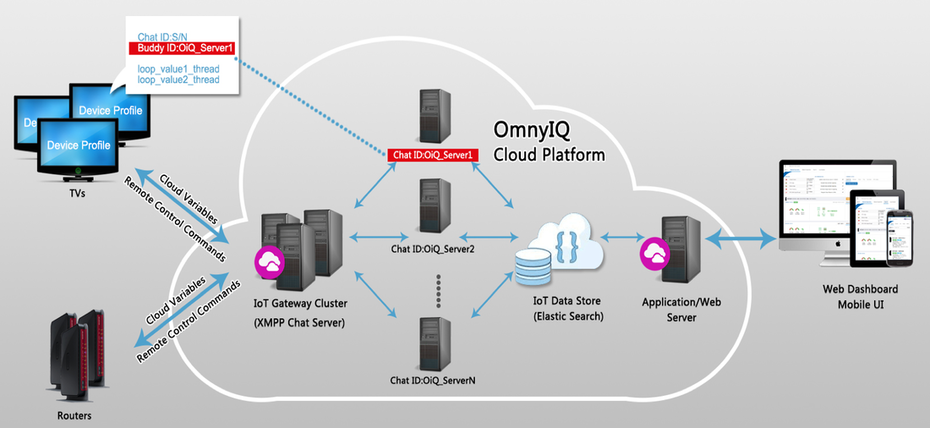 Chat ID:S/N
Buddy ID:OiQ_Server1
loop_value1_thread
loop_value2_thread
Device Profile
De
Device Profile
TVs
Cloud Variables
Remote Control Commands
Cloud Variables
Remote Control Commands
Routers
OmnyIQ
Cloud Platform
Chat ID:OiQ_Server1
Chat ID:OiQ_Server2
Chat ID:OiQ_ServerN
IoT Gateway Cluster
(XMPP Chat Server)
{ }
IoT Data Store
(Elastic Search)
Application/Web
Server
Web Dashboard
Mobile UI